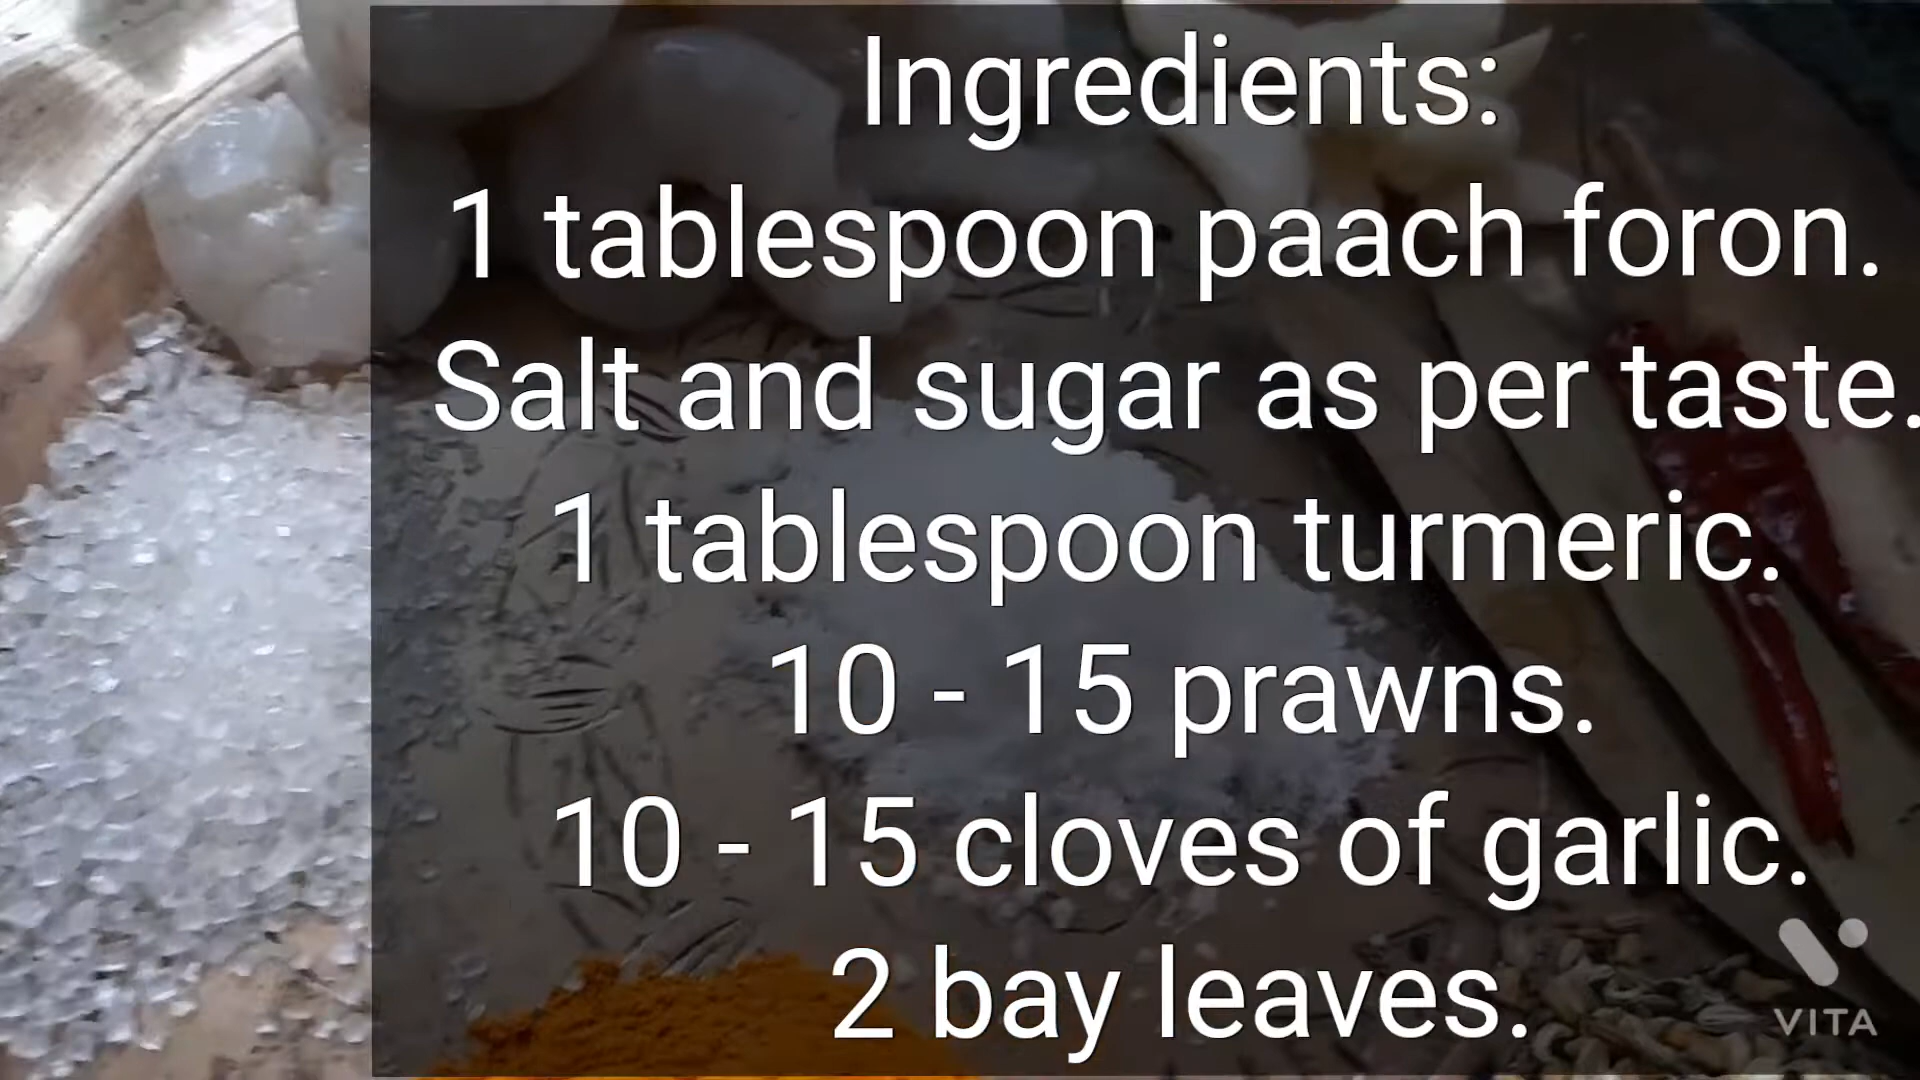 Ingredients:
1 tablespoon paach foron.
Salt and sugar as per taste.
1 tablespoon turmeric.
10 - 15 prawns.
10 - 15 cloves of garlic.
2 bay leaves.
VITA